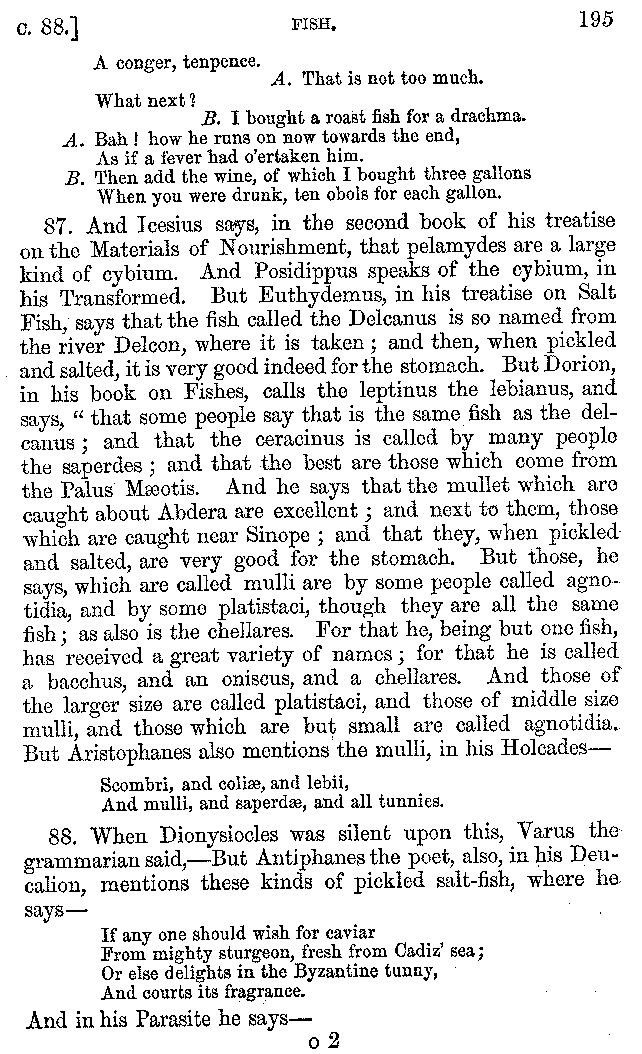 c. 88.] FISH. 195
A conger, tenpence.
A. That is not too much.
What next?
B. I bought a roast fish for a drachma.
A. Bah! how he runs on now towards the end,
As if a fever had o'ertaken him.
B. Then add the wine, of which I bought three gallons
When you were drunk, ten obols for each gallon.
87. And Icesius says, in the second book of his treatise
on the Materials of Nourishment, that pelamydes are a large
kind of cybium. And Posidippus speaks of the cybium, in
his Transformed. But Euthydemus, in his treatise on Salt
Fish, says that the fish called the Delcanus is so named from
the river Delcon, where it is taken; and then, when pickled
and salted, it is very good indeed for the stomach. But Dorion,
in his book on Fishes, calls the leptinus the lebianus, and
says, " that some people say that is the same fish as the del-
canus; and that the ceracinus is called by many people
the saperdes; and that the best are those which come from
the Palus Mæotis. And he says that the mullet which are
caught about Abdera are excellent; and next to them, those
which are caught near Sinope; and that they, when pickled
and salted, are very good for the stomach. But those, he
says, which are called mulli are by some people called agno-
tidia, and by some platistaci, though they are all the same
fish; as also is the chellares. For that he, being but one fish,
has received a great variety of names; for that he is called
a bacchus, and an oniscus, and a chellares. And those of
the larger size are called platistaci, and those of middle size
mulli, and those which are but small are called agnotidia.
But Aristophanes also mentions the mulli, in his Holcades—
Scombri, and coliæ, and lebii,
And mulli, and saperdæ, and all tunnies.
88. When Dionysiocles was silent upon this, Varus the
grammarian said,—But Antiphanes the poet, also, in his Deu-
calion, mentions these kinds of pickled salt-fish, where he
says—
If any one should wish for caviar
From mighty sturgeon, fresh from Cadiz' sea;
Or else delights in the Byzantine tunny,
And courts its fragrance.
And in his Parasite he says—
o 2